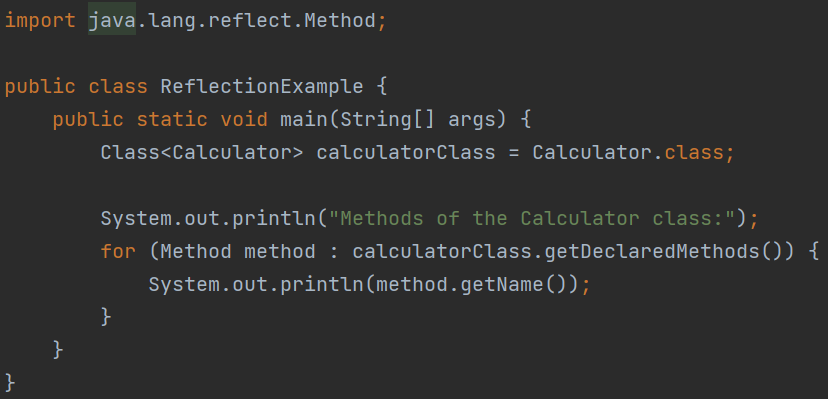 import java.lang.reflect.Method;
public class ReflectionExample {
public static void main(String[] args) {
Class<Calculator> calculatorClass = Calculator.class;
System.out.println("Methods of the Calculator class:");
for (Method method : calculatorClass.getDeclaredMethods()) {
System.out.println(method.getName());
}
}
}